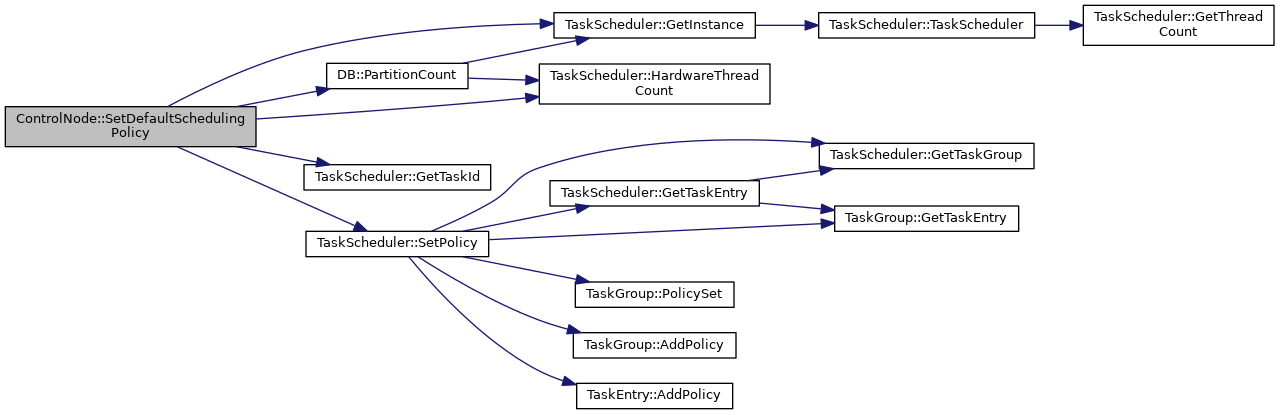 ControlNode::SetDefaultScheduling
Policy
TaskScheduler::GetInstance
TaskScheduler::TaskScheduler
TaskScheduler::GetThread
Count
DB::PartitionCount
TaskScheduler::HardwareThread
Count
TaskScheduler::GetTaskId
TaskScheduler::SetPolicy
TaskScheduler::GetTaskGroup
TaskScheduler::GetTaskEntry
TaskGroup::GetTaskEntry
TaskGroup::PolicySet
TaskGroup::AddPolicy
TaskEntry::AddPolicy